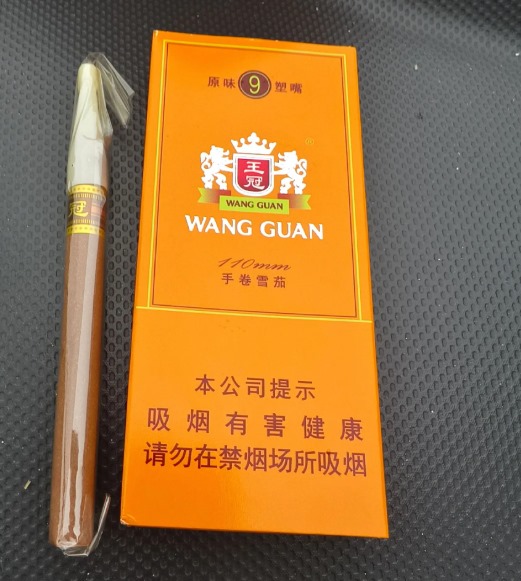 原味 9 塑嘴
王冠
WANG GUAN
WANG GUAN
110mm
手卷雪茄
本公司提示
吸烟有害健康
请勿在禁烟场所吸烟
冠